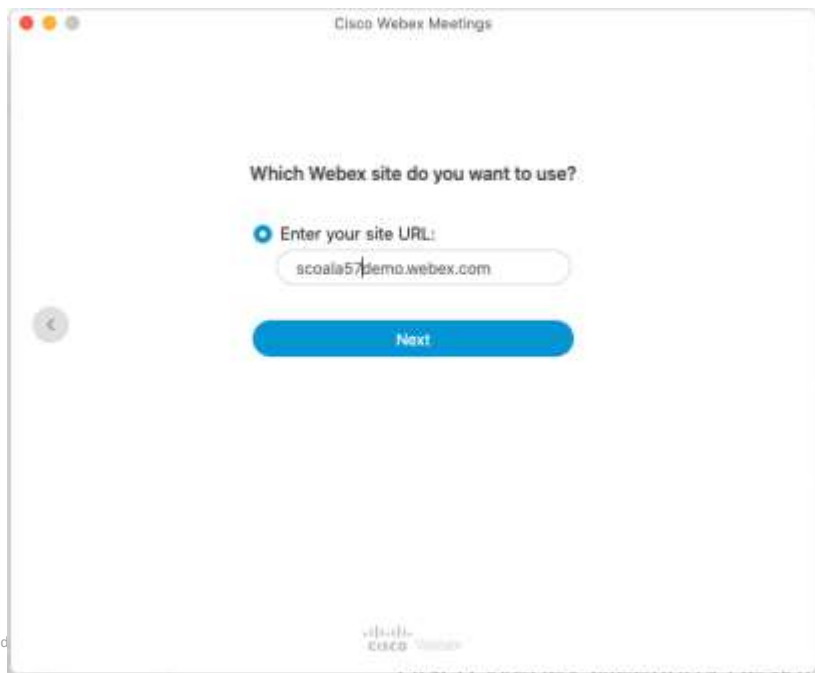 Cisco Webex Meetings
Which Webex site do you want to use?
Enter your site URL:
scoala57demo.webex.com
Next
d
cisco Webex